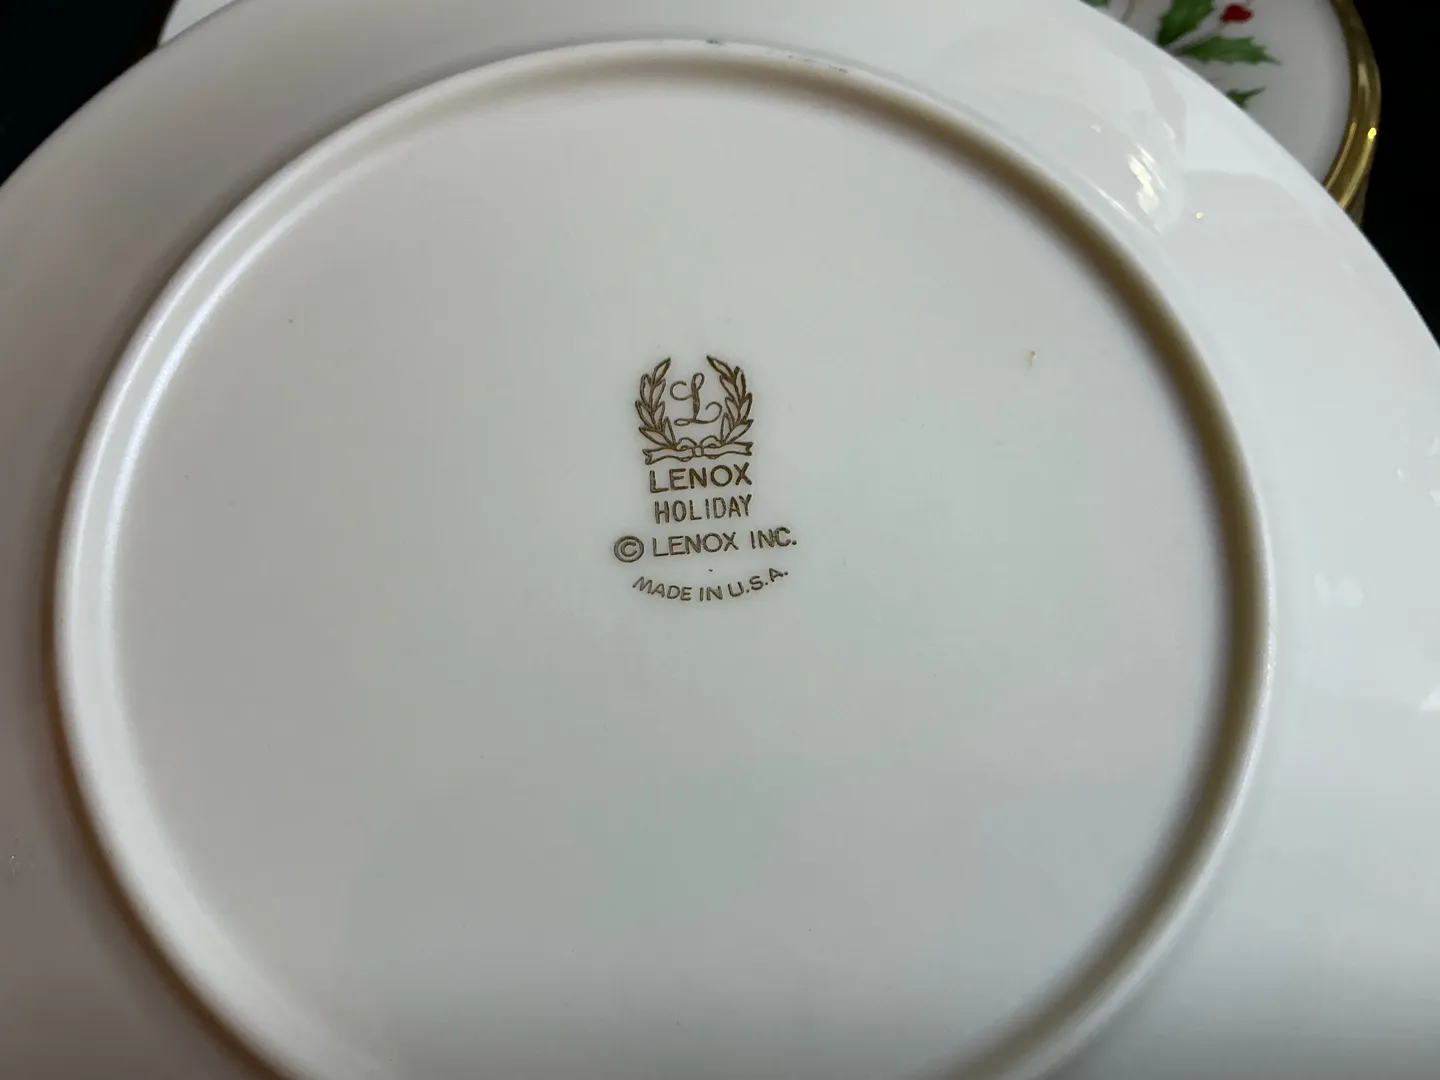 L
LENOX
HOLIDAY
© LENOX INC.
MADE IN U.S.A.